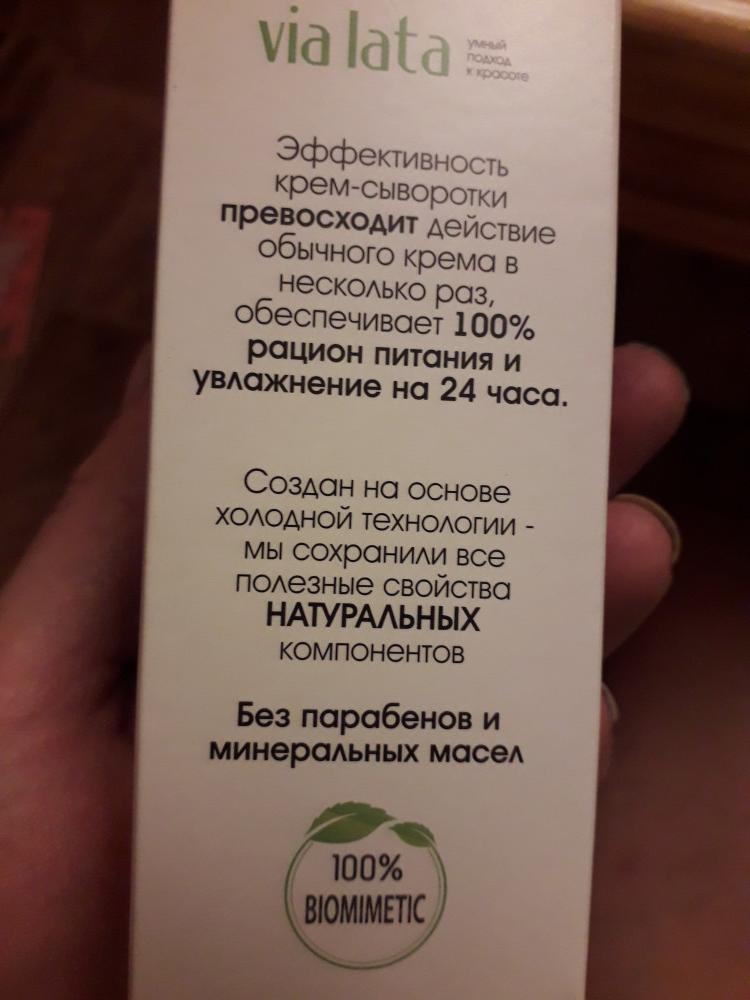 via lata
умный
подход
к красоте
Эффективность
крем-сыворотки
превосходит действие
обычного крема в
несколько раз,
обеспечивает 100%
рацион питания и
увлажнение на 24 часа.
Создан на основе
холодной технологии -
мы сохранили все
полезные свойства
НАТУРАЛЬНЫХ
компонентов
Без парабенов и
минеральных масел
100%
BIOMIMETIC